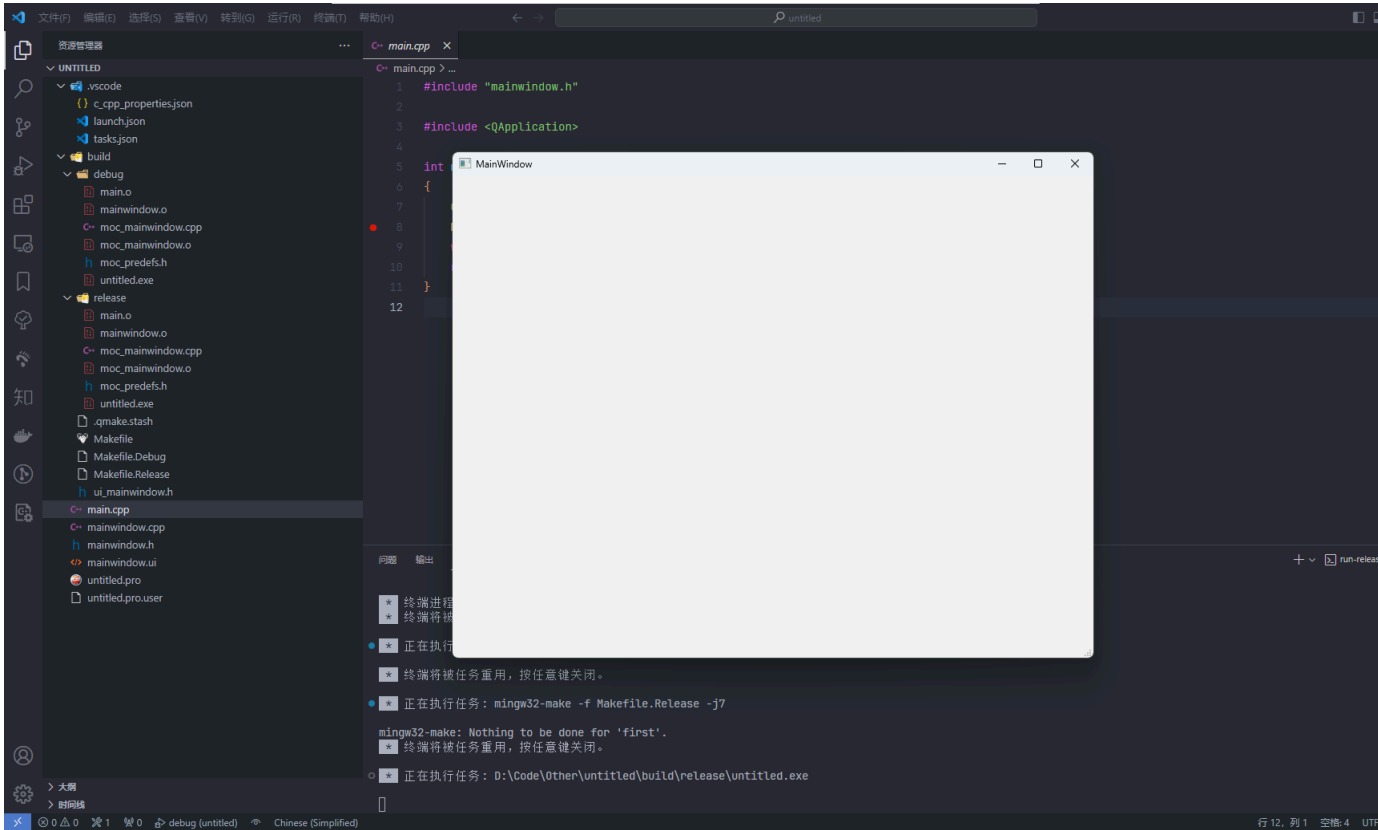 文件(F) 编辑(E) 选择(S) 查看(V) 转到(G) 运行(R) 终端(T) 帮助(H) untitled
资源管理器
main.cpp
UNTITLED
main.cpp > ...
.vscode
c_cpp_properties.json
launch.json
tasks.json
build
debug
main.o
mainwindow.o
moc_mainwindow.cpp
moc_mainwindow.o
moc_predefs.h
untitled.exe
release
main.o
mainwindow.o
moc_mainwindow.cpp
moc_mainwindow.o
moc_predefs.h
untitled.exe
.qmake.stash
Makefile
Makefile.Debug
Makefile.Release
ui_mainwindow.h
main.cpp
mainwindow.cpp
mainwindow.h
mainwindow.ui
untitled.pro
untitled.pro.user
大纲
时间线
1 #include "mainwindow.h"
2
3 #include <QApplication>
4
5 int
6 {
7
8
9
10
11 }
12
MainWindow
问题 输出
run-releas
* 终端进程
* 终端将被
* 正在执行
* 终端将被任务重用，按任意键关闭。
* 正在执行任务: mingw32-make -f Makefile.Release -j7
mingw32-make: Nothing to be done for 'first'.
* 终端将被任务重用，按任意键关闭。
* 正在执行任务: D:\Code\Other\untitled\build\release\untitled.exe
知
0 0 1 0 debug (untitled) Chinese (Simplified) 行 12，列 1 空格: 4 UTF